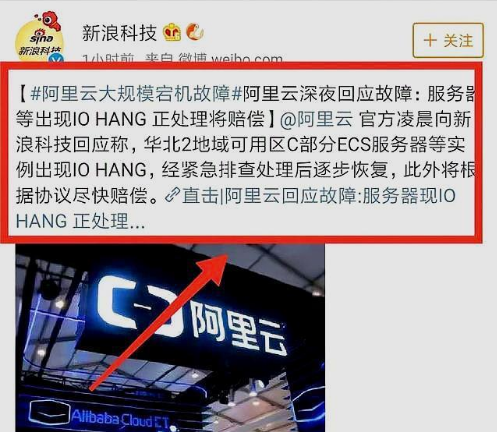 sina
新浪科技
新浪科技
+ 关注
1小时前 来自 微博 weibo.com
【#阿里云大规模宕机故障#阿里云深夜回应故障：服务器
等出现IO HANG 正处理将赔偿】@阿里云 官方凌晨向新
浪科技回应称，华北2地域可用区C部分ECS服务器等实
例出现IO HANG，经紧急排查处理后逐步恢复，此外将根
据协议尽快赔偿。直击|阿里云回应故障:服务器现IO
HANG 正处理...
阿里云
Alibaba Cloud ET